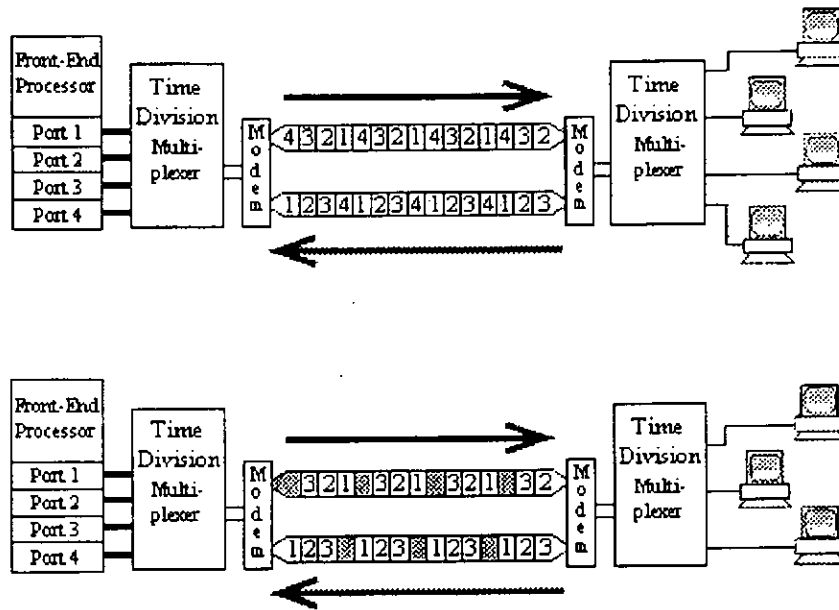 Front-End
Processor
Port 1
Port 2
Port 3
Port 4
Time
Division
Multi-
plexer
M
o
d
e
m
4 3 2 1 4 3 2 1 4 3 2 1 4 3 2
1 2 3 4 1 2 3 4 1 2 3 4 1 2 3
M
o
d
e
m
Time
Division
Multi-
plexer
Front-End
Processor
Port 1
Port 2
Port 3
Port 4
Time
Division
Multi-
plexer
M
o
d
e
m
3 2 1 3 2 1 3 2 1 3 2
1 2 3 1 2 3 1 2 3 1 2 3
M
o
d
e
m
Time
Division
Multi-
plexer